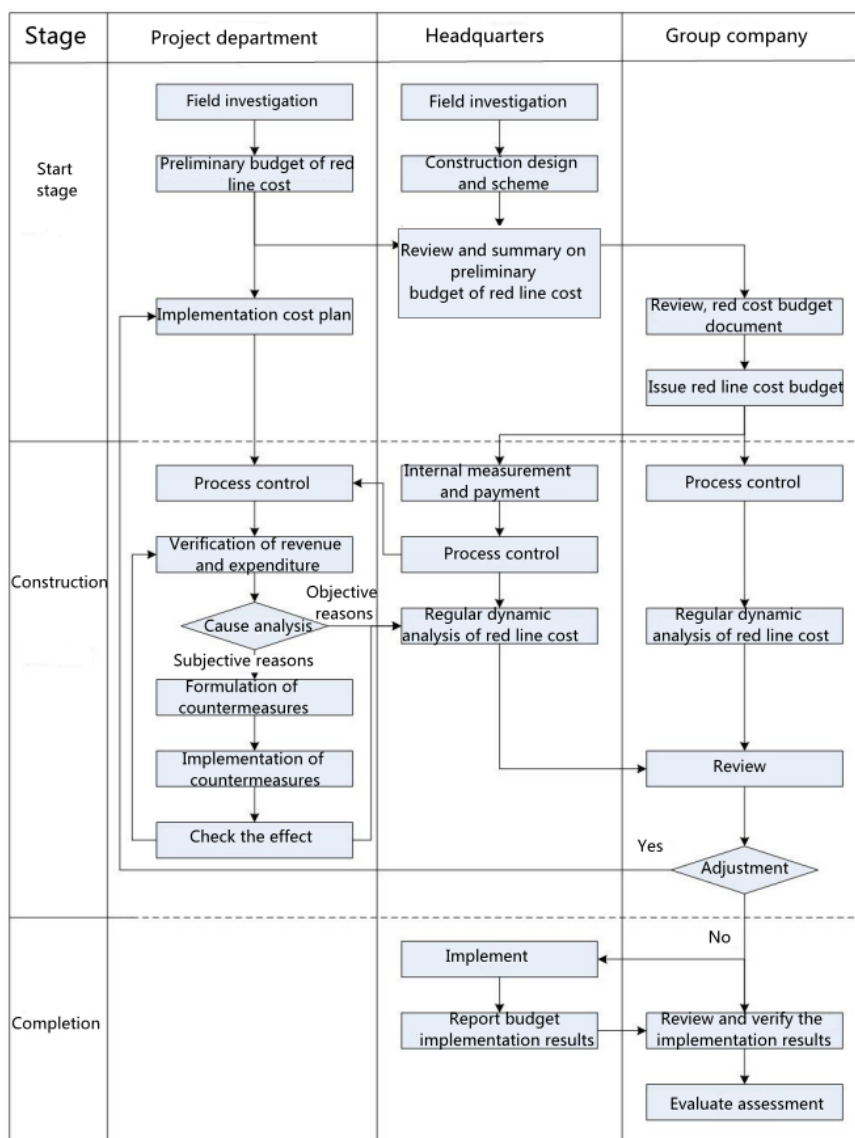 Stage
Project department
Headquarters
Group company
Start
stage
Field investigation
Field investigation
Preliminary budget of red
line cost
Construction design
and scheme
Review and summary on
preliminary
budget of red line cost
Implementation cost plan
Review, red cost budget
document
Issue red line cost budget
Construction
Process control
Internal measurement
and payment
Process control
Verification of revenue
and expenditure
Process control
Cause analysis
Objective
reasons
Regular dynamic
analysis of red line cost
Regular dynamic
analysis of red line cost
Subjective reasons
Formulation of
countermeasures
Implementation of
countermeasures
Review
Check the effect
Yes
Adjustment
No
Completion
Implement
Report budget
implementation results
Review and verify the
implementation results
Evaluate assessment